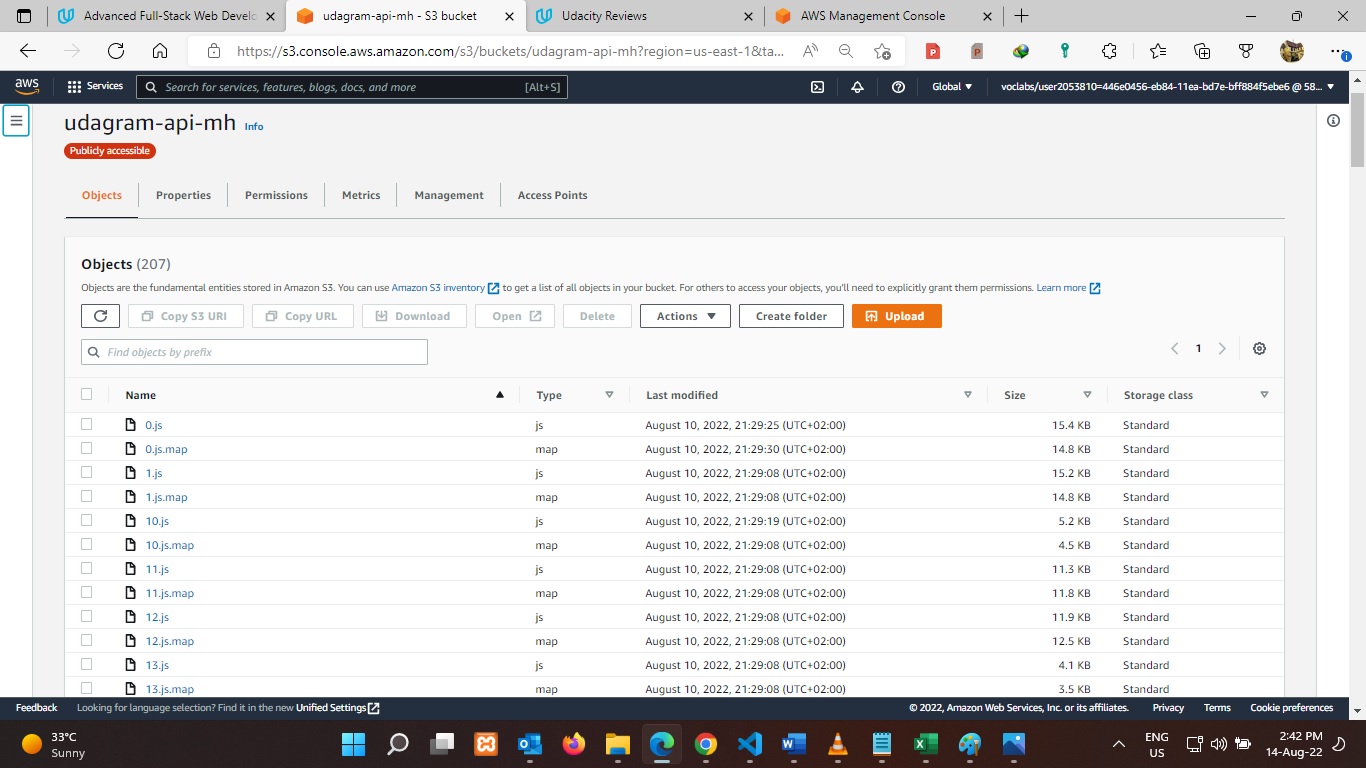 Advanced Full-Stack Web Develo
udagram-api-mh - S3 bucket
Udacity Reviews
AWS Management Console
https://s3.console.aws.amazon.com/s3/buckets/udagram-api-mh?region=us-east-1&ta...
aws
Services
Search for services, features, blogs, docs, and more
[Alt+S]
Global
voclabs/user2053810=446e0456-eb84-11ea-bd7e-bff884f5ebe6 @ 58...
udagram-api-mh Info
Publicly accessible
Objects
Properties
Permissions
Metrics
Management
Access Points
Objects (207)
Objects are the fundamental entities stored in Amazon S3. You can use Amazon S3 inventory to get a list of all objects in your bucket. For others to access your objects, you'll need to explicitly grant them permissions. Learn more
Copy S3 URI
Copy URL
Download
Open
Delete
Actions
Create folder
Upload
Find objects by prefix
1
Name Type Last modified Size Storage class
0.js js August 10, 2022, 21:29:25 (UTC+02:00) 15.4 KB Standard
0.js.map map August 10, 2022, 21:29:30 (UTC+02:00) 14.8 KB Standard
1.js js August 10, 2022, 21:29:08 (UTC+02:00) 15.2 KB Standard
1.js.map map August 10, 2022, 21:29:08 (UTC+02:00) 14.8 KB Standard
10.js js August 10, 2022, 21:29:19 (UTC+02:00) 5.2 KB Standard
10.js.map map August 10, 2022, 21:29:08 (UTC+02:00) 4.5 KB Standard
11.js js August 10, 2022, 21:29:08 (UTC+02:00) 11.3 KB Standard
11.js.map map August 10, 2022, 21:29:08 (UTC+02:00) 11.8 KB Standard
12.js js August 10, 2022, 21:29:08 (UTC+02:00) 11.9 KB Standard
12.js.map map August 10, 2022, 21:29:08 (UTC+02:00) 12.5 KB Standard
13.js js August 10, 2022, 21:29:08 (UTC+02:00) 4.1 KB Standard
13.js.map map August 10, 2022, 21:29:08 (UTC+02:00) 3.5 KB Standard
Feedback
Looking for language selection? Find it in the new Unified Settings
© 2022, Amazon Web Services, Inc. or its affiliates.
Privacy
Terms
Cookie preferences
33°C
Sunny
ENG
US
2:42 PM
14-Aug-22